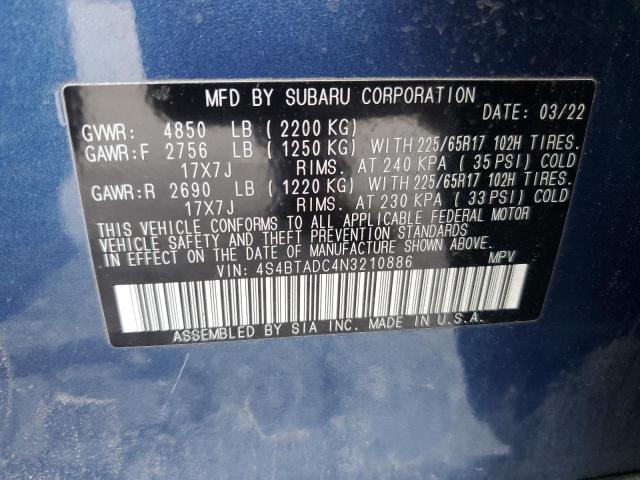 MFD BY SUBARU CORPORATION
DATE: 03/22
GVWR: 4850 LB (2200 KG)
GAWR:F 2756 LB (1250 KG) WITH 225/65R17 102H TIRES.
17X7J RIMS. AT 240 KPA (35 PSI) COLD
GAWR:R 2690 LB (1220 KG) WITH 225/65R17 102H TIRES.
17X7J RIMS. AT 230 KPA (33 PSI) COLD
THIS VEHICLE CONFORMS TO ALL APPLICABLE FEDERAL MOTOR
VEHICLE SAFETY AND THEFT PREVENTION STANDARDS
IN EFFECT ON THE DATE OF MANUFACTURE SHOWN ABOVE.
VIN: 4S4BTADC4N3210886 MPV
ASSEMBLED BY SIA INC. MADE IN U.S.A.